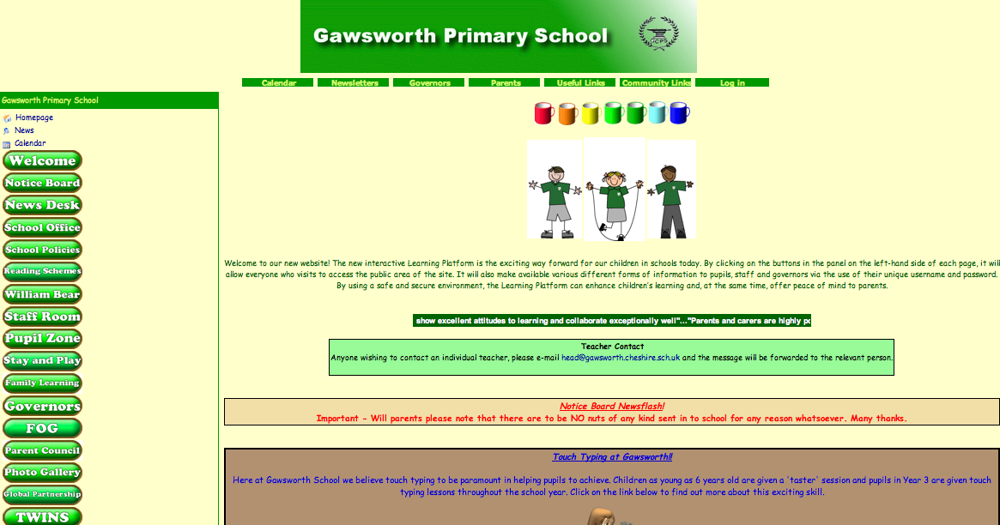 Gawsworth Primary School
GCPS
Calendar Newsletters Governors Parents Useful Links Community Links Log in
Gawsworth Primary School
Homepage
News
Calendar
Welcome
Notice Board
News Desk
School Office
School Policies
Reading Schemes
William Bear
Staff Room
Pupil Zone
Stay and Play
Family Learning
Governors
FOG
Parent Council
Photo Gallery
Global Partnership
TWINS
Welcome to our new website! The new interactive Learning Platform is the exciting way forward for our children in schools today. By clicking on the buttons in the panel on the left-hand side of each page, it will
allow everyone who visits to access the public area of the site. It will also make available various different forms of information to pupils, staff and governors via the use of their unique username and password.
By using a safe and secure environment, the Learning Platform can enhance children's learning and, at the same time, offer peace of mind to parents.
show excellent attitudes to learning and collaborate exceptionally well"..."Parents and carers are highly po
Teacher Contact
Anyone wishing to contact an individual teacher, please e-mail head@gawsworth.cheshire.sch.uk and the message will be forwarded to the relevant person.
Notice Board Newsflash!
Important - Will parents please note that there are to be NO nuts of any kind sent in to school for any reason whatsoever. Many thanks.
Touch Typing at Gawsworth!!
Here at Gawsworth School we believe touch typing to be paramount in helping pupils to achieve. Children as young as 6 years old are given a 'taster' session and pupils in Year 3 are given touch
typing lessons throughout the school year. Click on the link below to find out more about this exciting skill.